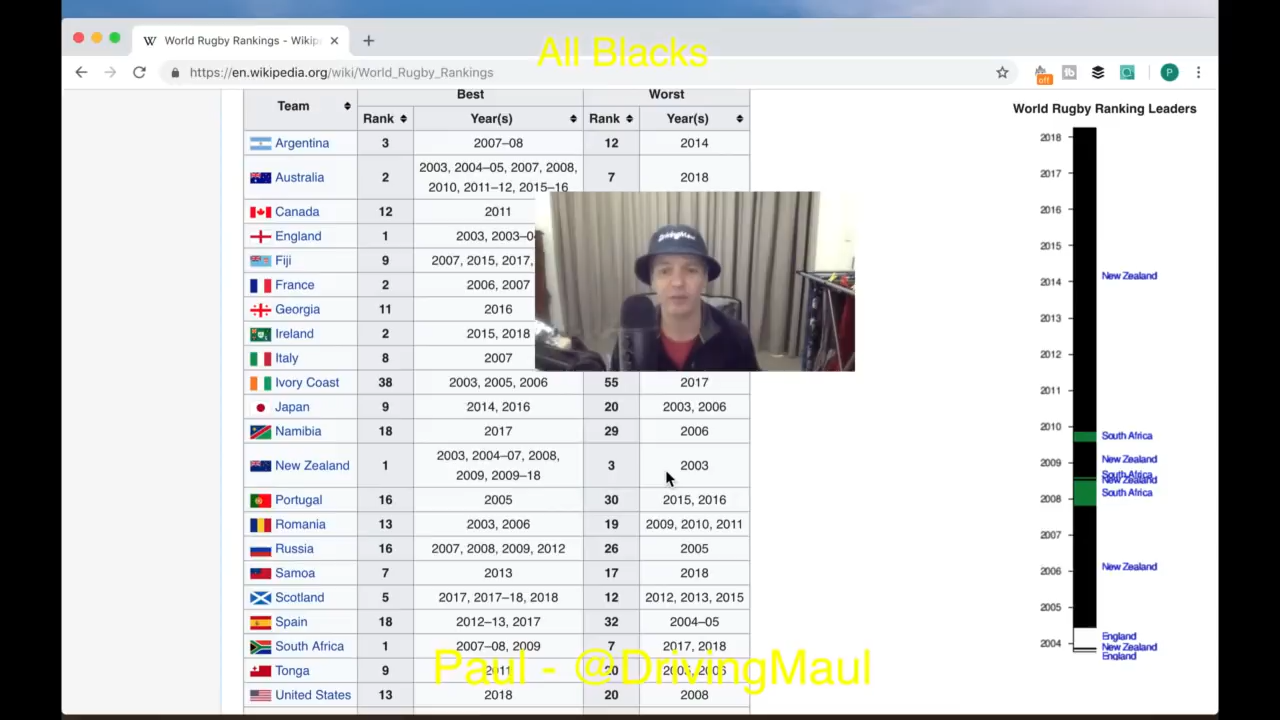 World Rugby Rankings - Wikip
All Blacks
https://en.wikipedia.org/wiki/World_Rugby_Rankings
off
P
Team Best Worst
Rank Year(s) Rank Year(s)
Argentina 3 2007–08 12 2014
Australia 2 2003, 2004–05, 2007, 2008, 7 2018
2010, 2011–12, 2015–16
Canada 12 2011
England 1 2003, 2003–0
Fiji 9 2007, 2015, 2017,
France 2 2006, 2007
Georgia 11 2016
Ireland 2 2015, 2018
Italy 8 2007
Ivory Coast 38 2003, 2005, 2006 55 2017
Japan 9 2014, 2016 20 2003, 2006
Namibia 18 2017 29 2006
New Zealand 1 2003, 2004–07, 2008, 3 2003
2009, 2009–18
Portugal 16 2005 30 2015, 2016
Romania 13 2003, 2006 19 2009, 2010, 2011
Russia 16 2007, 2008, 2009, 2012 26 2005
Samoa 7 2013 17 2018
Scotland 5 2017, 2017–18, 2018 12 2012, 2013, 2015
Spain 18 2012–13, 2017 32 2004–05
South Africa 1 2007–08, 2009 7 2017, 2018
Tonga 9 2011 20
Paul - @DrivingMaul
United States 13 2018 20 2008
World Rugby Ranking Leaders
2018
2017
2016
2015
New Zealand
2014
2013
2012
2011
2010
South Africa
New Zealand
2009
South Africa
New Zealand
South Africa
2008
2007
New Zealand
2006
2005
England
2004
New Zealand
England